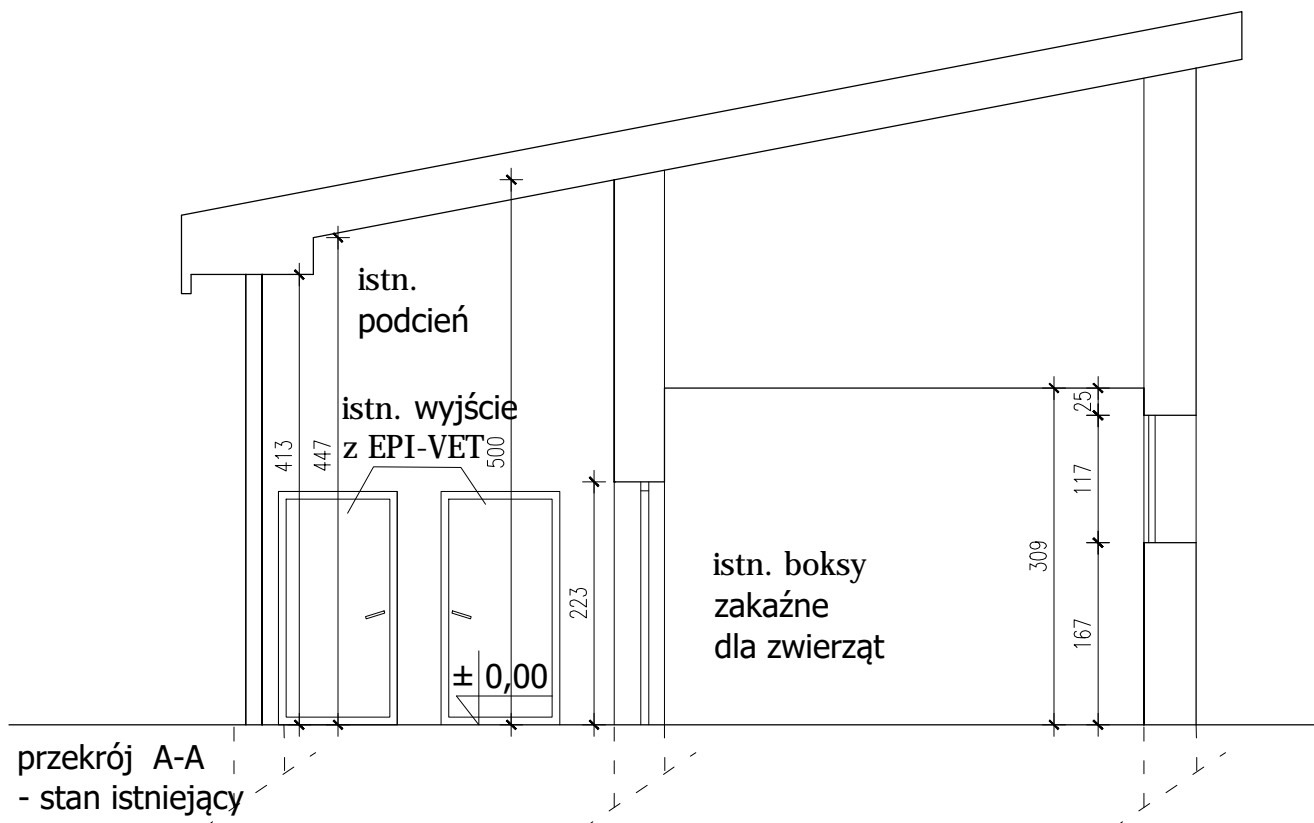 istn.
podcień
istn. wyjście
z EPI-VET
413
447
500
223
25
117
309
167
istn. boksy
zakaźne
dla zwierząt
± 0,00
przekrój A-A
- stan istniejący